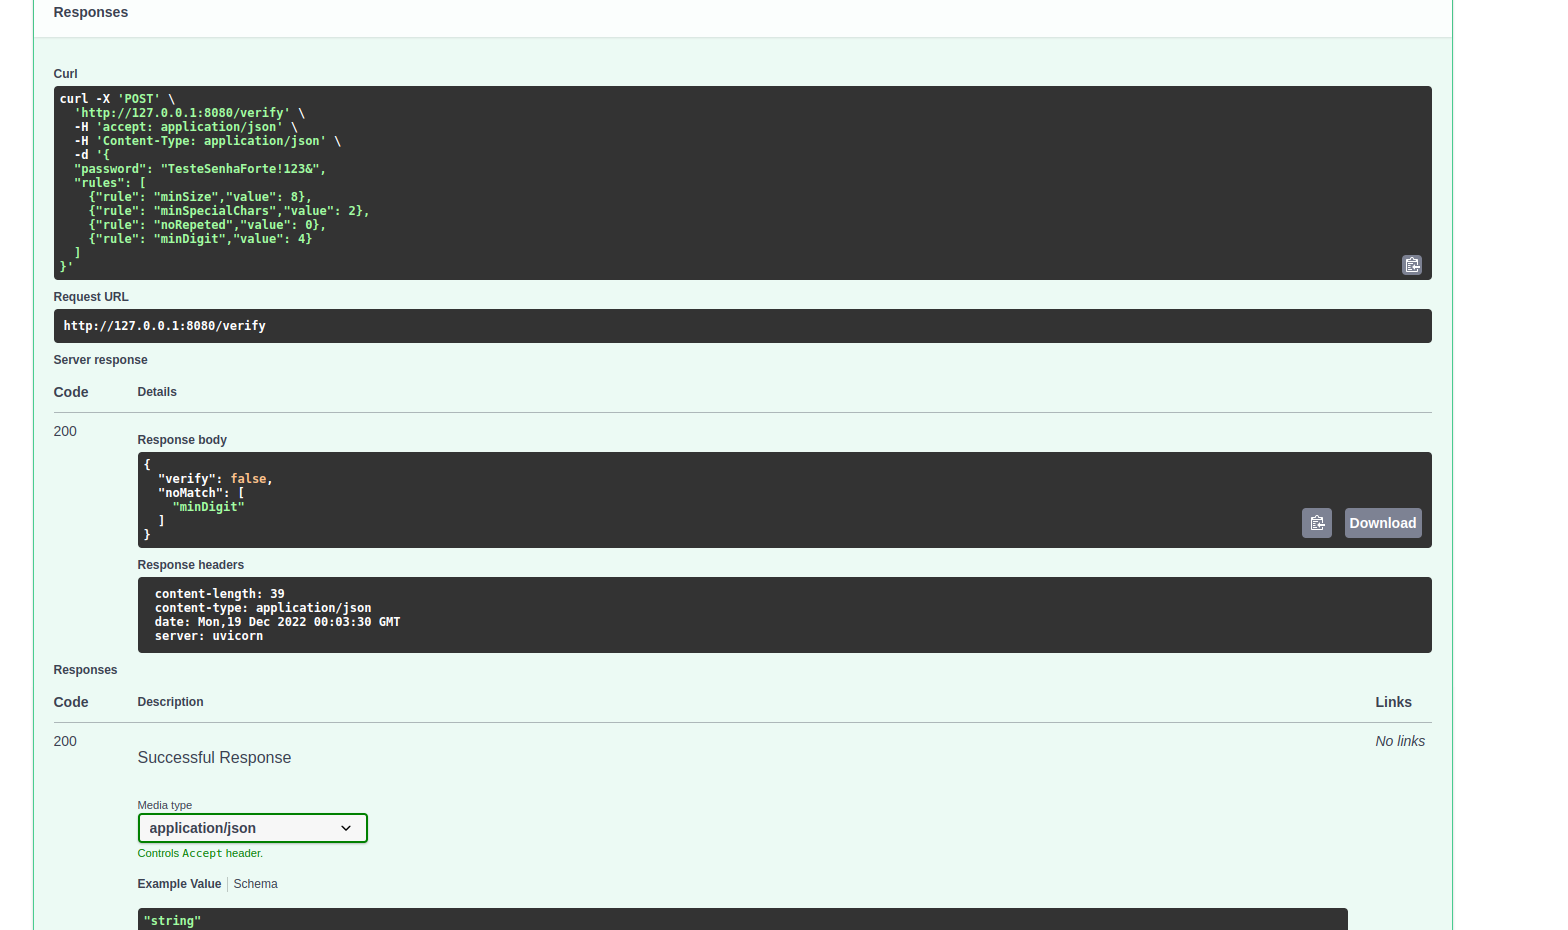 Responses
Curl
curl -X 'POST' \
  'http://127.0.0.1:8080/verify' \
  -H 'accept: application/json' \
  -H 'Content-Type: application/json' \
  -d '{
  "password": "TesteSenhaForte!123&",
  "rules": [
    {"rule": "minSize","value": 8},
    {"rule": "minSpecialChars","value": 2},
    {"rule": "noRepeted","value": 0},
    {"rule": "minDigit","value": 4}
  ]
}'
Request URL
http://127.0.0.1:8080/verify
Server response
Code Details
200
Response body
{
  "verify": false,
  "noMatch": [
    "minDigit"
  ]
}
Download
Response headers
content-length: 39
content-type: application/json
date: Mon,19 Dec 2022 00:03:30 GMT
server: uvicorn
Responses
Code Description Links
200 No links
Successful Response
Media type
application/json
Controls Accept header.
Example Value Schema
"string"